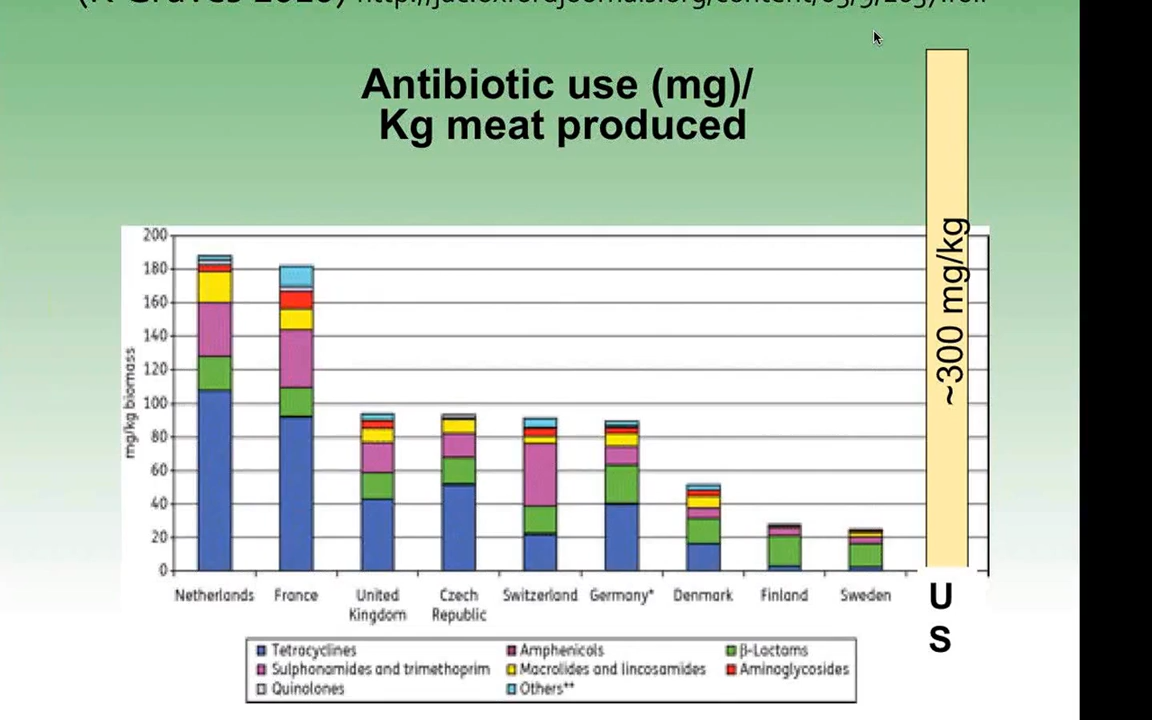 Antibiotic use (mg)/
Kg meat produced
~300 mg/kg
200
180
160
140
120
100
80
60
40
20
0
mg/kg biomass
Netherlands France United Kingdom Czech Republic Switzerland Germany* Denmark Finland Sweden
U
S
Tetracyclines Amphenicols β-Lactams
Sulphonamides and trimethoprim Macrolides and lincosamides Aminoglycosides
Quinolones Others**